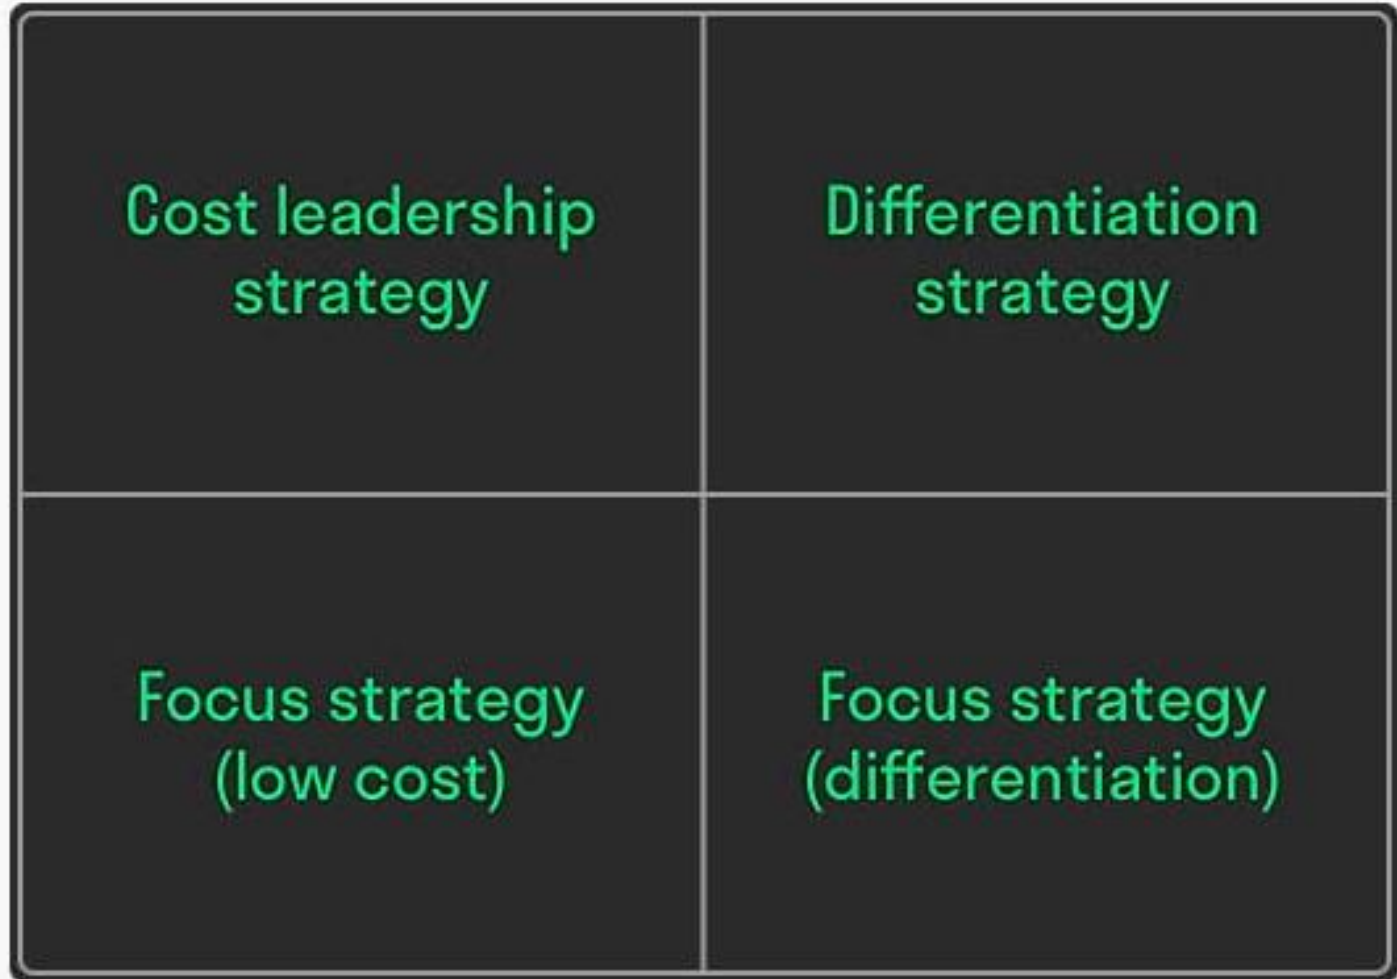 Cost leadership
strategy
Differentiation
strategy
Focus strategy
(low cost)
Focus strategy
(differentiation)